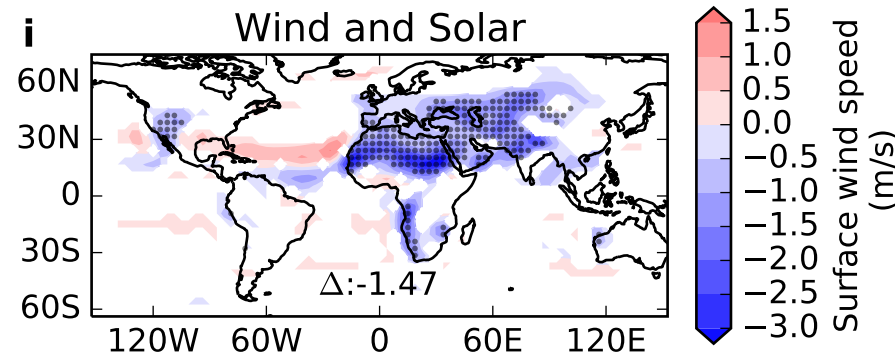 i
Wind and Solar
60N
30N
0
30S
60S
120W
60W
0
60E
120E
Δ:-1.47
1.5
1.0
0.5
0.0
−0.5
−1.0
−1.5
−2.0
−2.5
−3.0
Surface wind speed
(m/s)